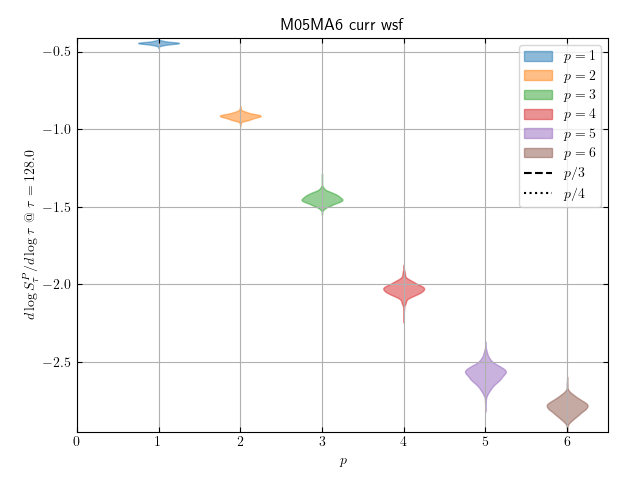 M05MA6 curr wsf
−0.5
−1.0
−1.5
−2.0
−2.5
d log S_τ^P / d log τ @ τ = 128.0
p = 1
p = 2
p = 3
p = 4
p = 5
p = 6
p/3
p/4
0 1 2 3 4 5 6
p